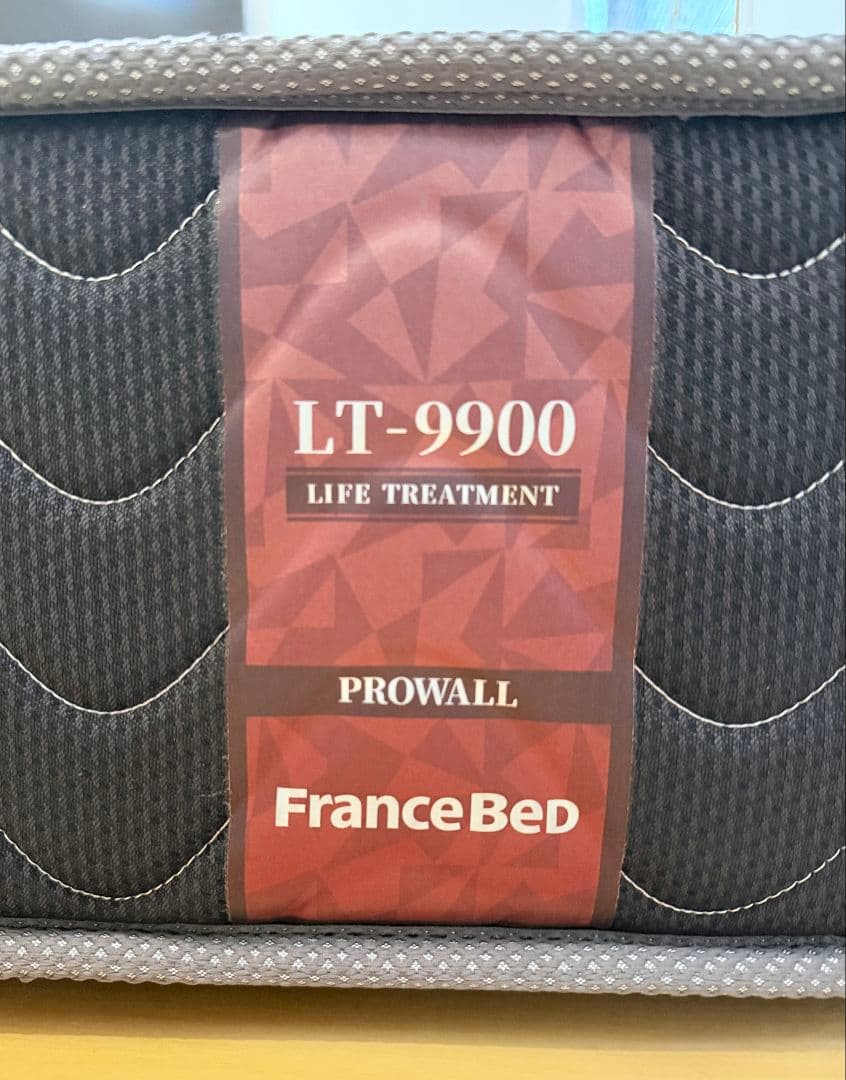 LT-9900
LIFE TREATMENT
PROWALL
FranceBeD